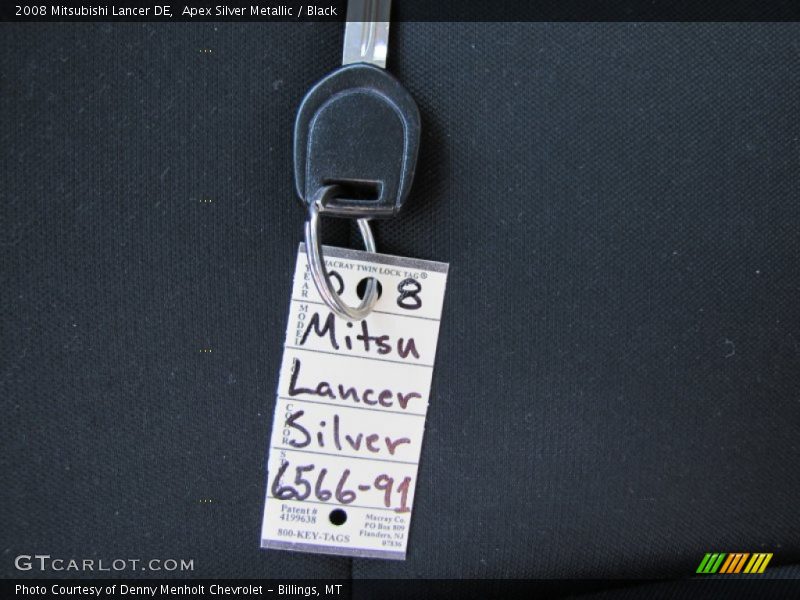 2008 Mitsubishi Lancer DE, Apex Silver Metallic / Black
MACRAY TWIN LOCK TAG®
YEAR 0 8
MODEL Mitsu
Lancer
COLOR Silver
6566-91
Patent #
4199638
800-KEY-TAGS
Macray Co.
PO Box 809
Flanders, NJ
07836
GTCARLOT.COM
Photo Courtesy of Denny Menholt Chevrolet – Billings, MT